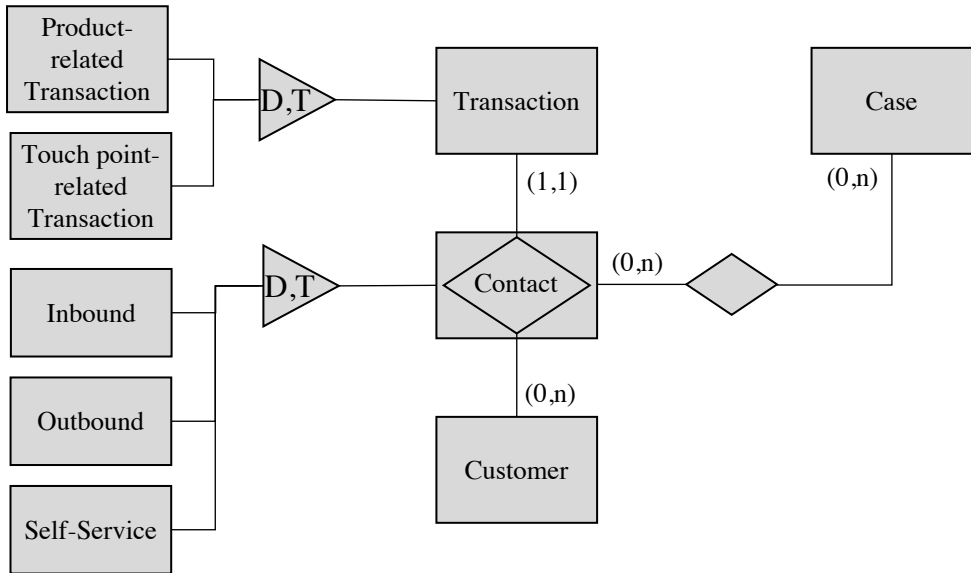 Product-
related
Transaction
D,T
Transaction
Case
Touch point-
related
Transaction
(1,1)
(0,n)
Inbound
D,T
Contact
(0,n)
Outbound
(0,n)
Customer
Self-Service